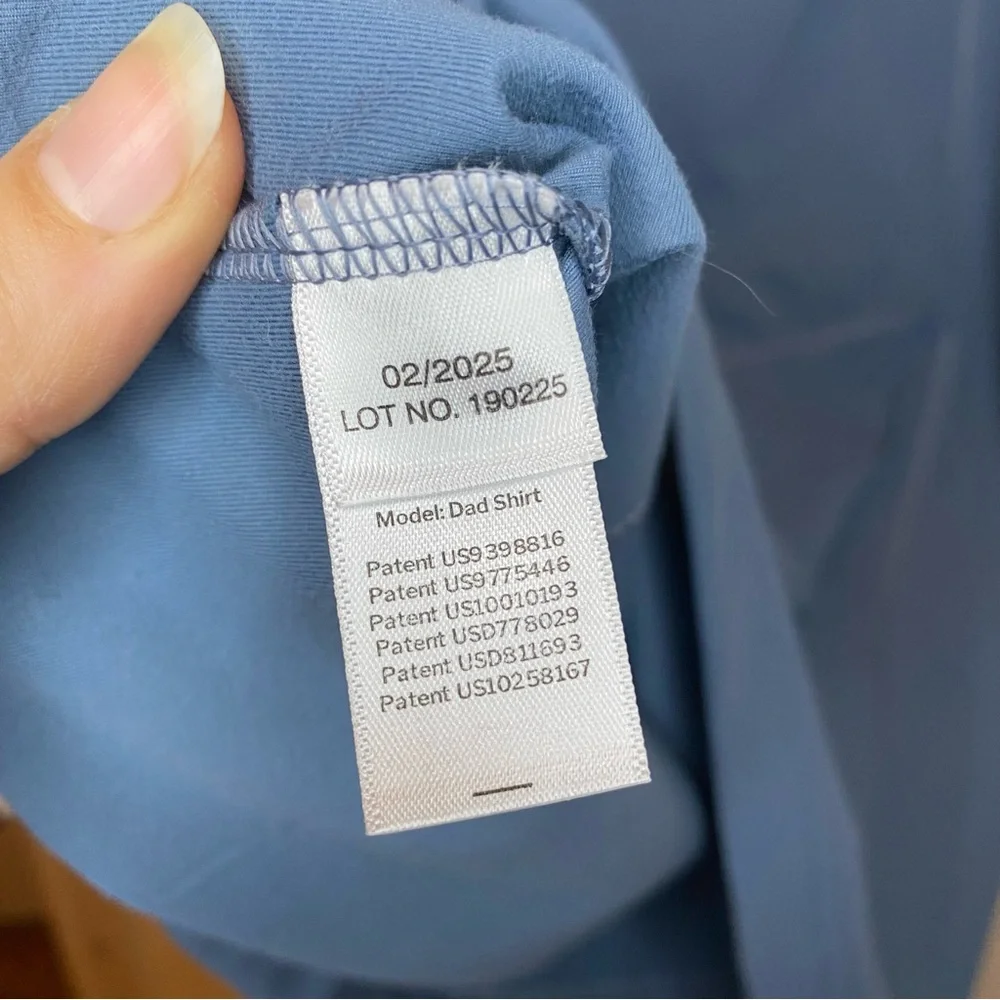 02/2025
LOT NO. 190225
Model: Dad Shirt
Patent US9398816
Patent US9775446
Patent US10010193
Patent USD778029
Patent USD811693
Patent US10258167